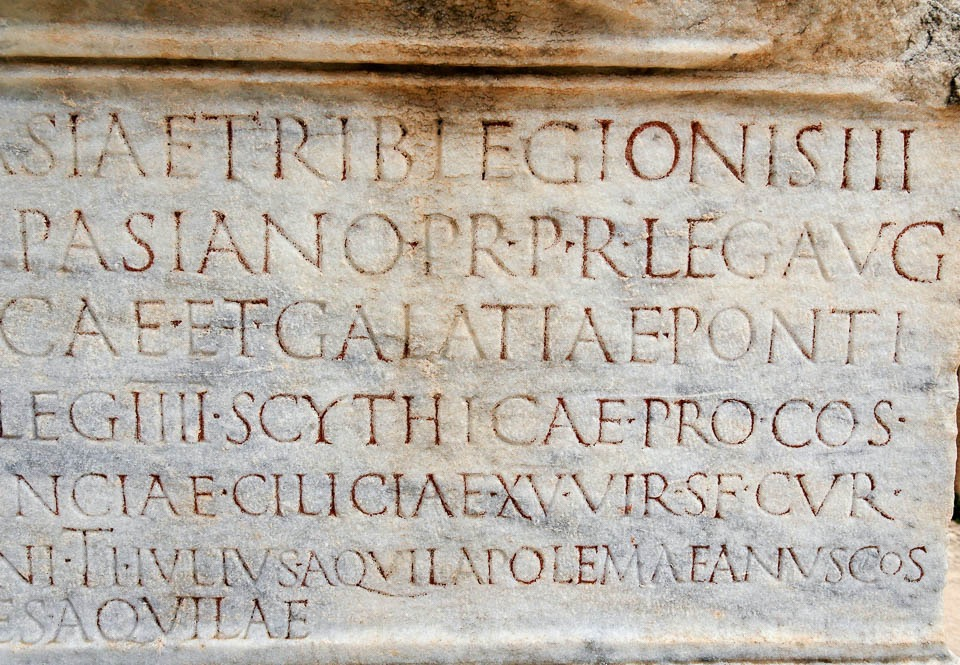 ASIAE TRIB LEGIONIS III
PASIANO·PR·P·R·LEG AVG
CAE·ET·GALATIAE·PONTI
LEG IIII·SCYTHICAE·PRO·COS·
NCIAE·CILICIAE·XV·VIR·SF·CVR·
NI·TI·IVLIVS·AQVILA POLEMAEANVS COS
ES AQVILAE